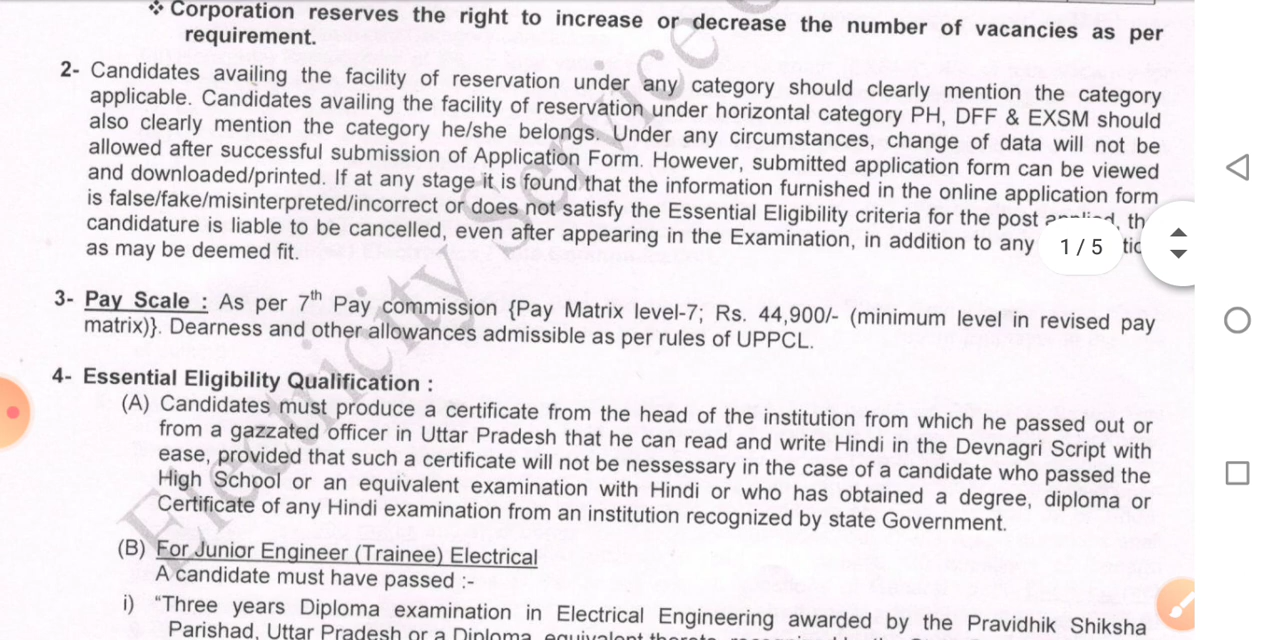 ❖ Corporation reserves the right to increase or decrease the number of vacancies as per
requirement.
2- Candidates availing the facility of reservation under any category should clearly mention the category
applicable. Candidates availing the facility of reservation under horizontal category PH, DFF & EXSM should
also clearly mention the category he/she belongs. Under any circumstances, change of data will not be
allowed after successful submission of Application Form. However, submitted application form can be viewed
and downloaded/printed. If at any stage it is found that the information furnished in the online application form
is false/fake/misinterpreted/incorrect or does not satisfy the Essential Eligibility criteria for the post
candidature is liable to be cancelled, even after appearing in the Examination, in addition to any
1 / 5
as may be deemed fit.
3- Pay Scale : As per 7th Pay commission {Pay Matrix level-7; Rs. 44,900/- (minimum level in revised pay
matrix)}. Dearness and other allowances admissible as per rules of UPPCL.
4- Essential Eligibility Qualification :
(A) Candidates must produce a certificate from the head of the institution from which he passed out or
from a gazzated officer in Uttar Pradesh that he can read and write Hindi in the Devnagri Script with
ease, provided that such a certificate will not be nessessary in the case of a candidate who passed the
High School or an equivalent examination with Hindi or who has obtained a degree, diploma or
Certificate of any Hindi examination from an institution recognized by state Government.
(B) For Junior Engineer (Trainee) Electrical
A candidate must have passed :-
i) “Three years Diploma examination in Electrical Engineering awarded by the Pravidhik Shiksha
Parishad, Uttar Pradesh or a Diploma
Electricity Service